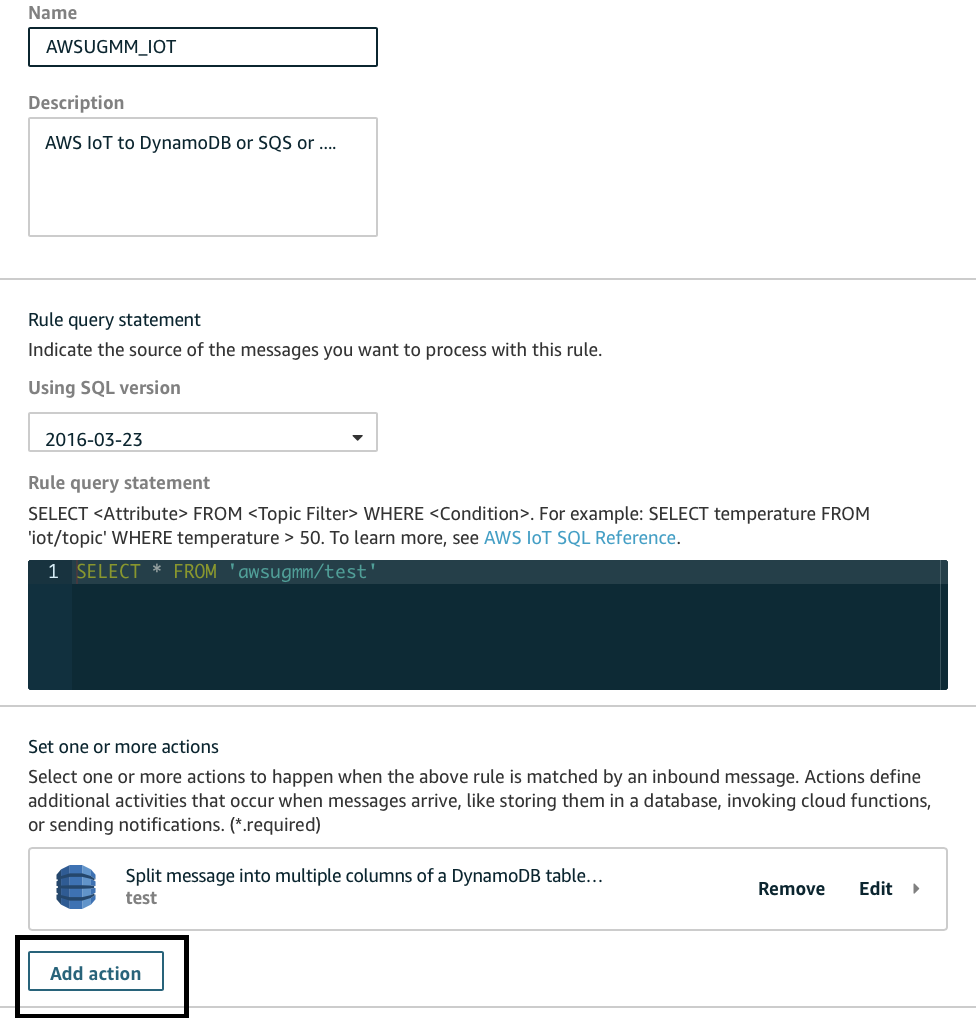 Name
AWSUGMM_IOT
Description
AWS IoT to DynamoDB or SQS or ....
Rule query statement
Indicate the source of the messages you want to process with this rule.
Using SQL version
2016-03-23
Rule query statement
SELECT <Attribute> FROM <Topic Filter> WHERE <Condition>. For example: SELECT temperature FROM
'iot/topic' WHERE temperature > 50. To learn more, see AWS IoT SQL Reference.
1 SELECT * FROM 'awsugmm/test'
Set one or more actions
Select one or more actions to happen when the above rule is matched by an inbound message. Actions define
additional activities that occur when messages arrive, like storing them in a database, invoking cloud functions,
or sending notifications. (*.required)
Split message into multiple columns of a DynamoDB table...
test
Remove Edit
Add action